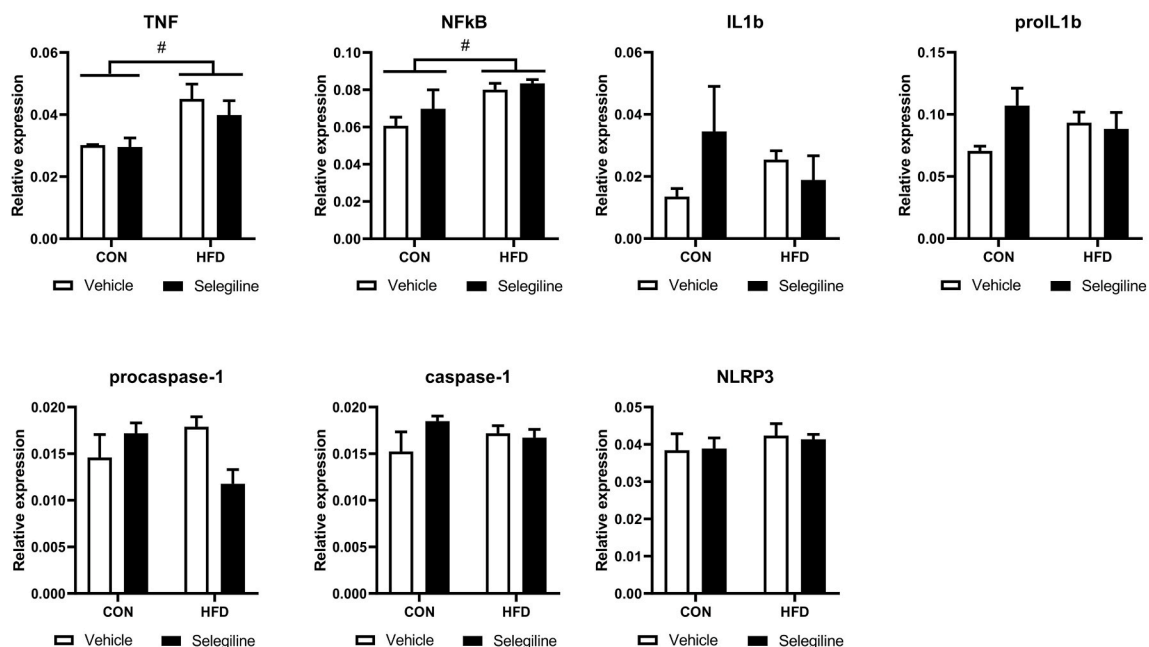 TNF
NFkB
IL1b
proIL1b
#
#
Relative expression
0.06
0.04
0.02
0.00
CON
HFD
Vehicle
Selegiline
Relative expression
0.10
0.08
0.06
0.04
0.02
0.00
CON
HFD
Vehicle
Selegiline
Relative expression
0.06
0.04
0.02
0.00
CON
HFD
Vehicle
Selegiline
Relative expression
0.15
0.10
0.05
0.00
CON
HFD
Vehicle
Selegiline
procaspase-1
caspase-1
NLRP3
Relative expression
0.020
0.015
0.010
0.005
0.000
CON
HFD
Vehicle
Selegiline
Relative expression
0.020
0.015
0.010
0.005
0.000
CON
HFD
Vehicle
Selegiline
Relative expression
0.05
0.04
0.03
0.02
0.01
0.00
CON
HFD
Vehicle
Selegiline